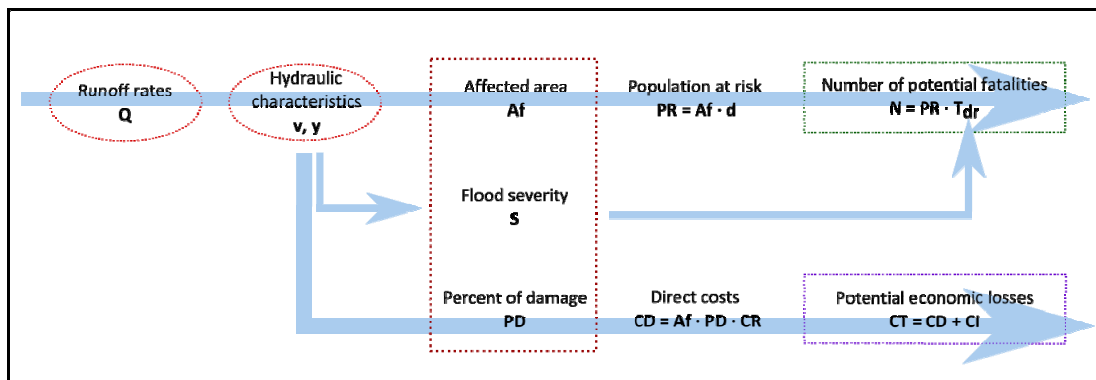 Runoff rates
Q
Hydraulic
characteristics
v, y
Affected area
Af
Population at risk
PR = Af · d
Number of potential fatalities
N = PR · Tdr
Flood severity
S
Percent of damage
PD
Direct costs
CD = Af · PD · CR
Potential economic losses
CT = CD + CI